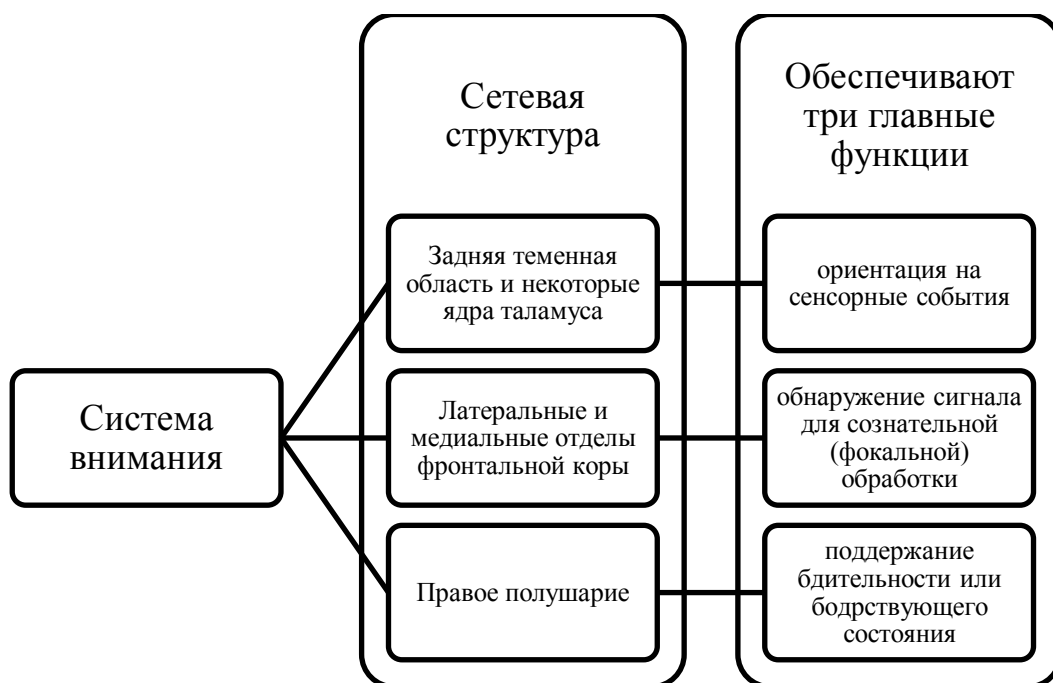 Сетевая
структура
Обеспечивают
три главные
функции
Задняя теменная
область и некоторые
ядра таламуса
ориентация на
сенсорные события
Система
внимания
Латеральные и
медиальные отделы
фронтальной коры
обнаружение сигнала
для сознательной
(фокальной)
обработки
Правое полушарие
поддержание
бдительности или
бодрствующего
состояния